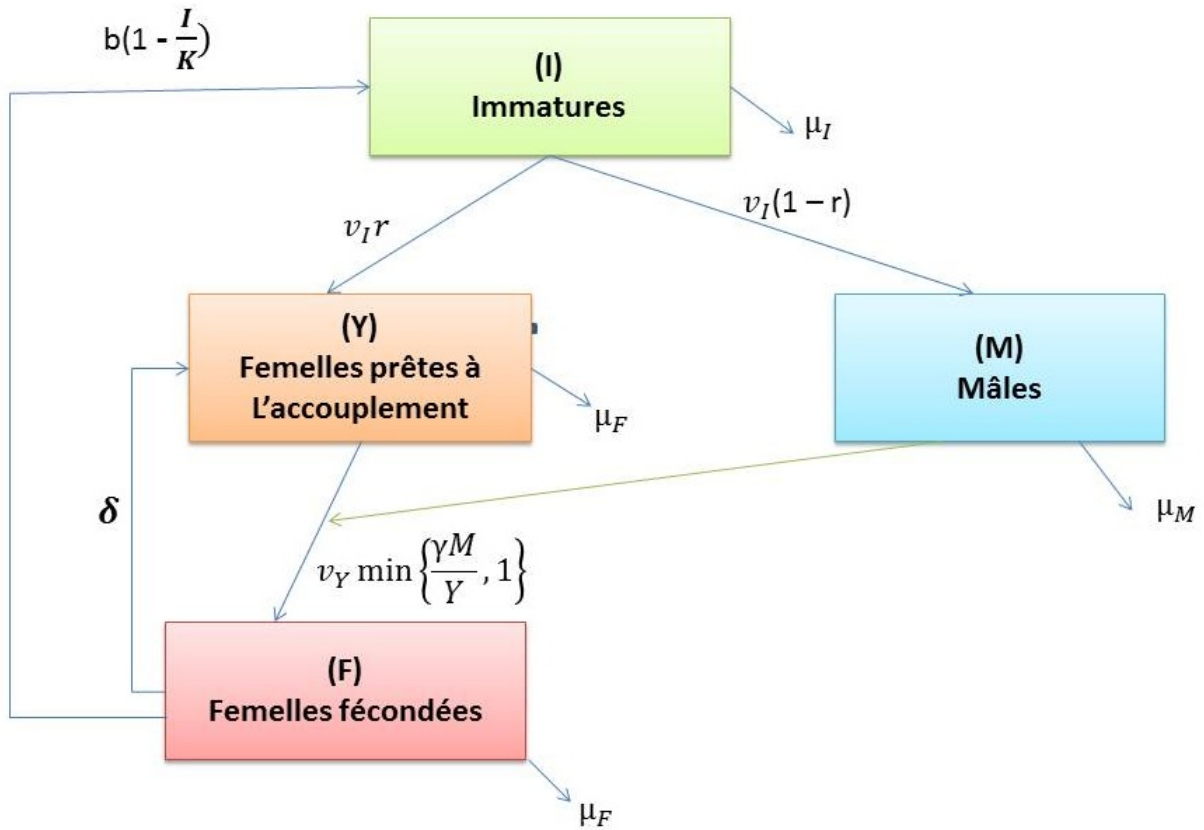 b(1 - I/K)
(I)
Immatures
μ_I
v_I r
v_I(1 – r)
(Y)
Femelles prêtes à
L'accouplement
μ_F
(M)
Mâles
μ_M
δ
v_Y min {γM/Y, 1}
(F)
Femelles fécondées
μ_F